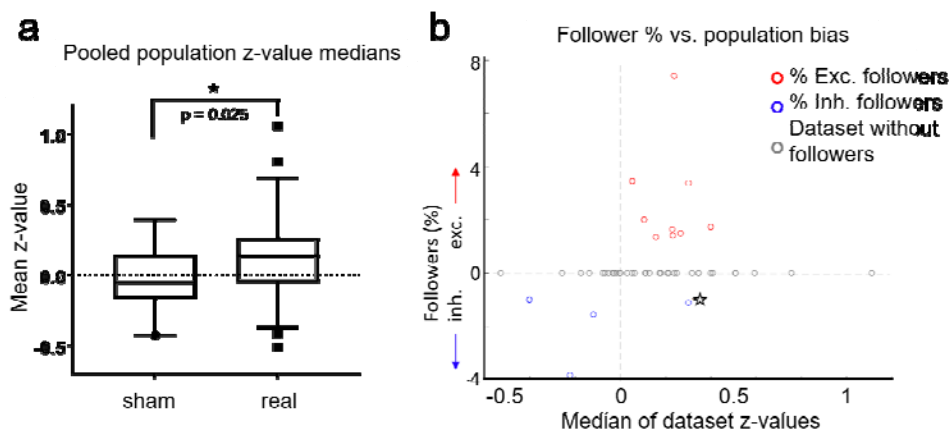 a
Pooled population z-value medians
*
p = 0.025
1.0
0.5
0.0
-0.5
Mean z-value
sham
real
b
Follower % vs. population bias
8
4
0
-4
Followers (%)
inh.
exc.
% Exc. followers
% Inh. followers
Dataset without
followers
-0.5
0
0.5
1
Median of dataset z-values